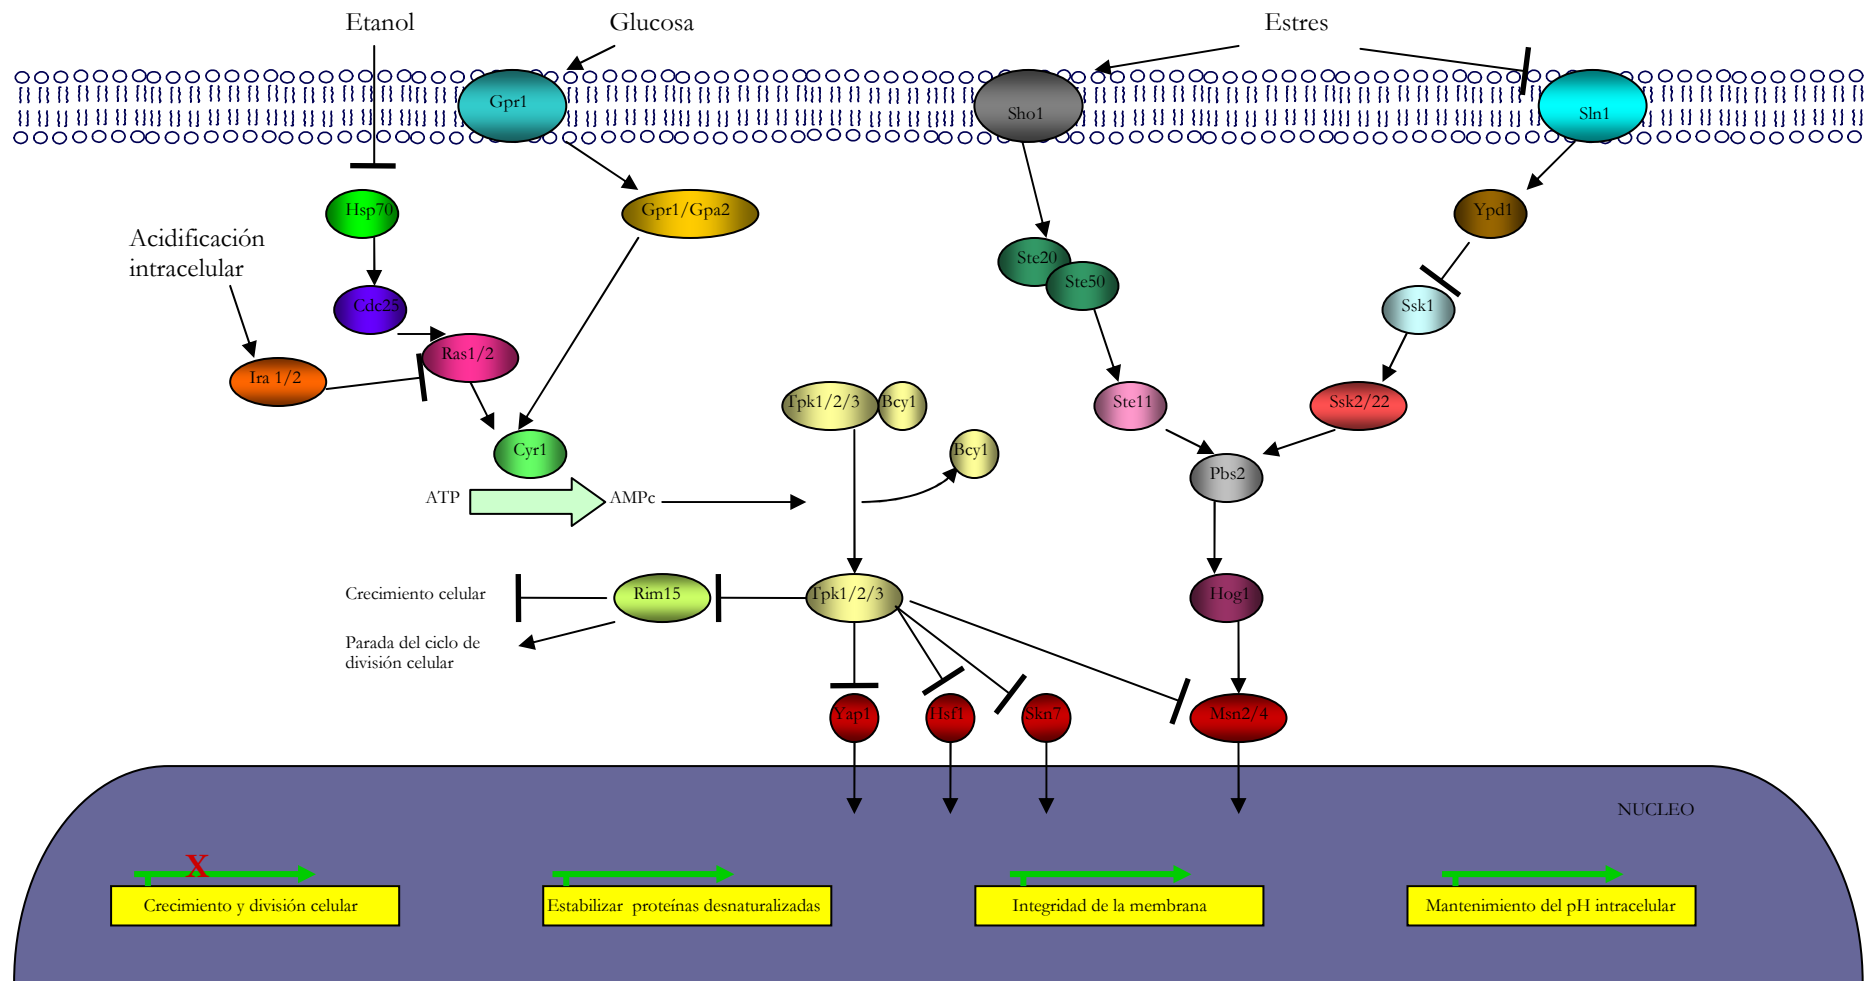 Etanol
Glucosa
Estres
Gpr1
Sho1
Sln1
Hsp70
Gpr1/Gpa2
Ypd1
Acidificación
intracelular
Ste20
Ste50
Cdc25
Ssk1
Ras1/2
Ira 1/2
Tpk1/2/3
Bcy1
Ste11
Ssk2/22
Cyr1
Bcy1
Pbs2
ATP
AMPc
Crecimiento celular
Rim15
Tpk1/2/3
Hog1
Parada del ciclo de
división celular
Yap1
Hsf1
Skn7
Msn2/4
NUCLEO
X
Crecimiento y división celular
Estabilizar proteínas desnaturalizadas
Integridad de la membrana
Mantenimiento del pH intracelular